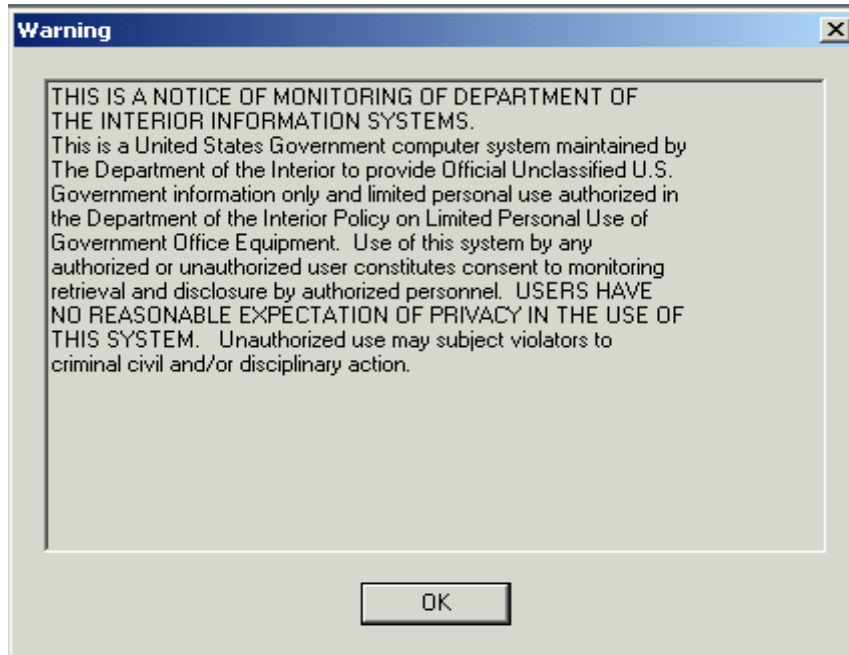 Warning
THIS IS A NOTICE OF MONITORING OF DEPARTMENT OF
THE INTERIOR INFORMATION SYSTEMS.
This is a United States Government computer system maintained by
The Department of the Interior to provide Official Unclassified U.S.
Government information only and limited personal use authorized in
the Department of the Interior Policy on Limited Personal Use of
Government Office Equipment.  Use of this system by any
authorized or unauthorized user constitutes consent to monitoring
retrieval and disclosure by authorized personnel.  USERS HAVE
NO REASONABLE EXPECTATION OF PRIVACY IN THE USE OF
THIS SYSTEM.   Unauthorized use may subject violators to
criminal civil and/or disciplinary action.
OK